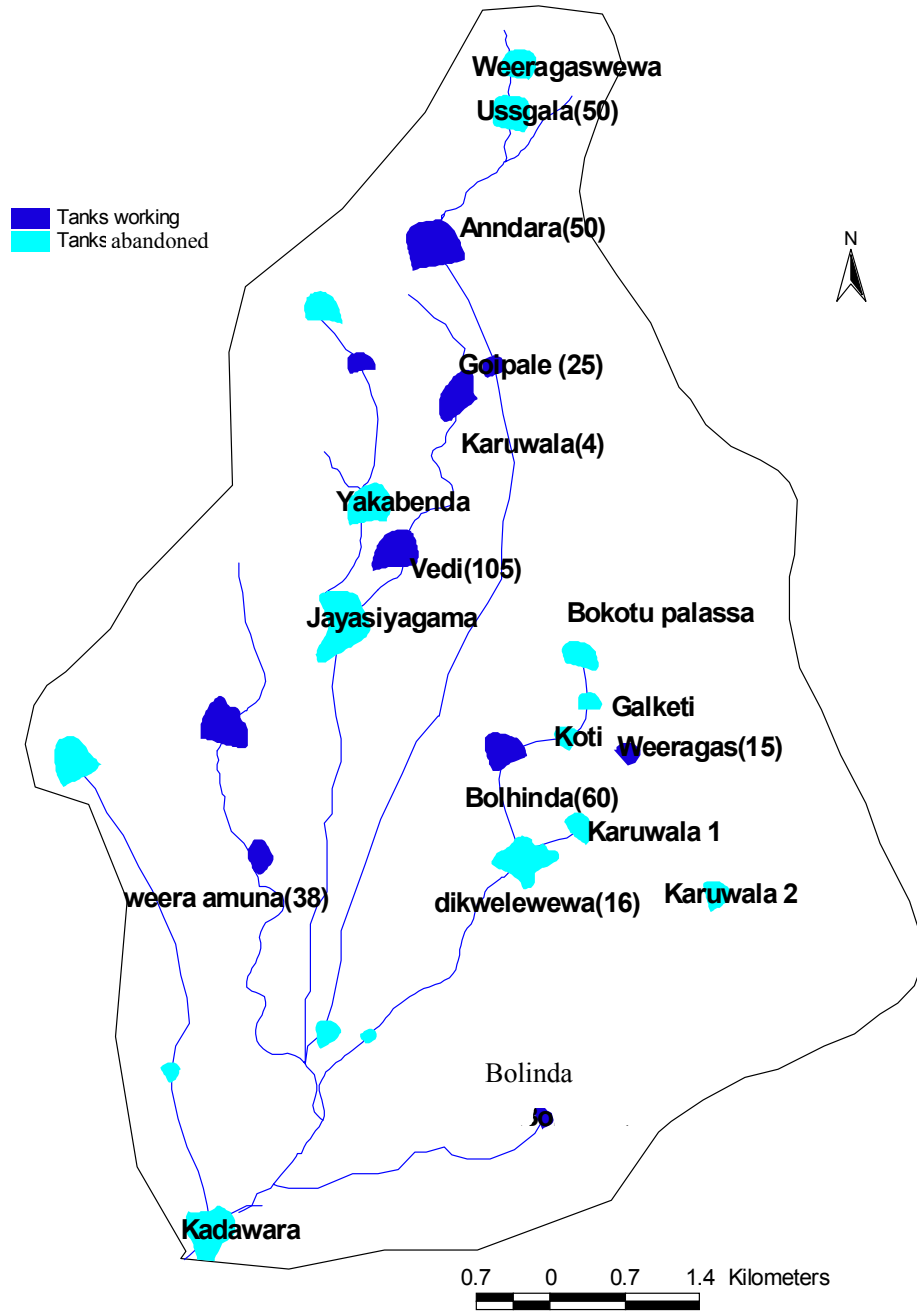 Weeragaswewa
Ussgala(50)
Tanks working
Tanks abandoned
Anndara(50)
N
Goipale (25)
Karuwala(4)
Yakabenda
Vedi(105)
Jayasiyagama
Bokotu palassa
Galketi
Koti
Weeragas(15)
Bolhinda(60)
Karuwala 1
weera amuna(38)
dikwelewewa(16)
Karuwala 2
Bolinda
Kadawara
0.7 0 0.7 1.4 Kilometers